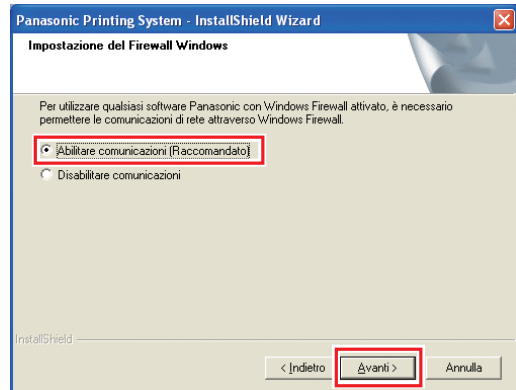 Panasonic Printing System - InstallShield Wizard
Impostazione del Firewall Windows
Per utilizzare qualsiasi software Panasonic con Windows Firewall attivato, è necessario
permettere le comunicazioni di rete attraverso Windows Firewall.
Abilitare comunicazioni (Raccomandato)
Disabilitare comunicazioni
InstallShield
< Indietro
Avanti >
Annulla